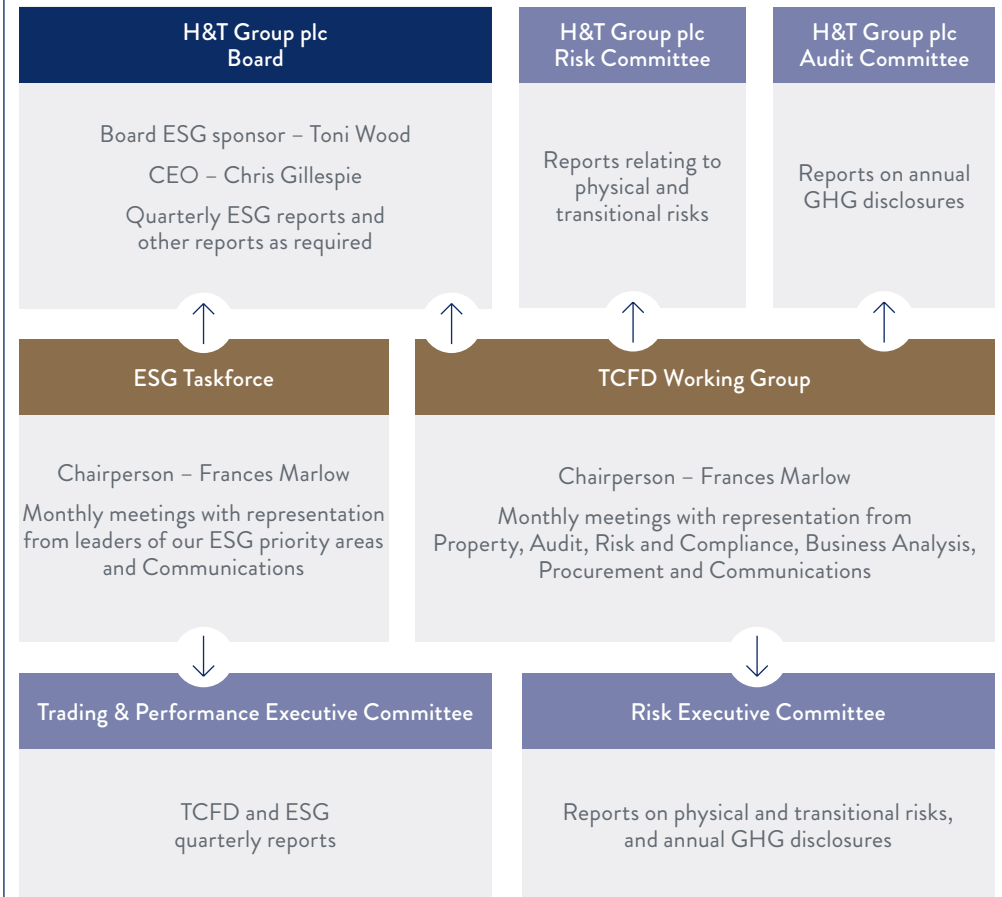 H&T Group plc
Board
Board ESG sponsor – Toni Wood
CEO – Chris Gillespie
Quarterly ESG reports and
other reports as required
H&T Group plc
Risk Committee
Reports relating to
physical and
transitional risks
H&T Group plc
Audit Committee
Reports on annual
GHG disclosures
ESG Taskforce
Chairperson – Frances Marlow
Monthly meetings with representation
from leaders of our ESG priority areas
and Communications
TCFD Working Group
Chairperson – Frances Marlow
Monthly meetings with representation from
Property, Audit, Risk and Compliance, Business Analysis,
Procurement and Communications
Trading & Performance Executive Committee
TCFD and ESG
quarterly reports
Risk Executive Committee
Reports on physical and transitional risks,
and annual GHG disclosures